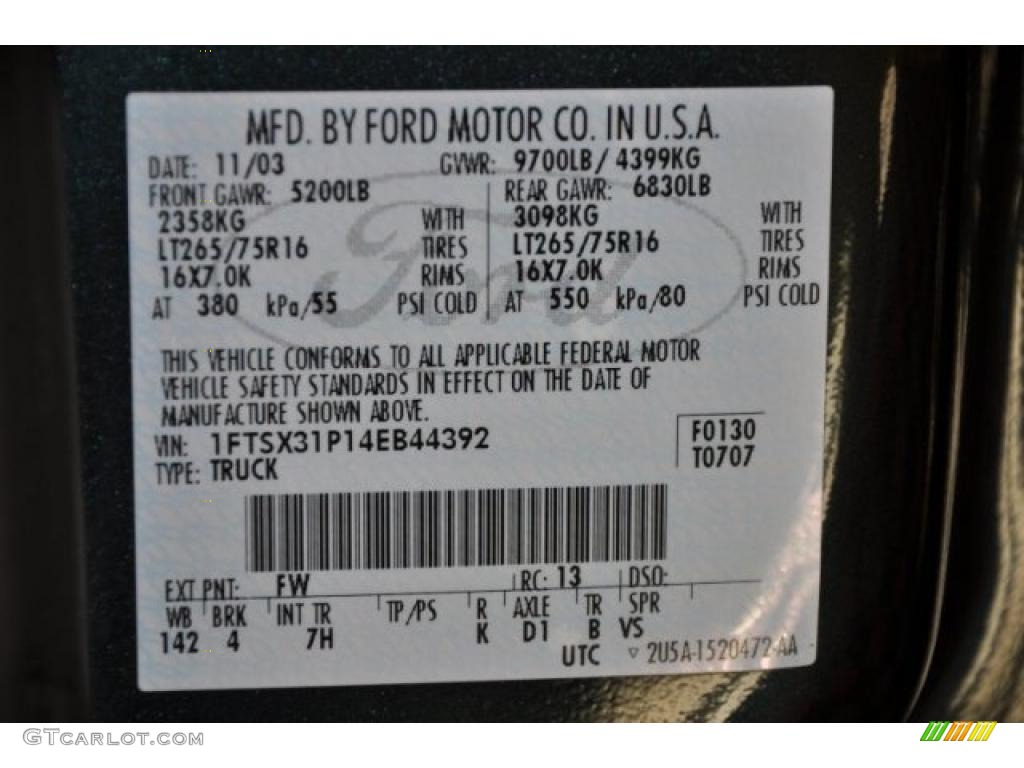 MFD. BY FORD MOTOR CO. IN U.S.A.
DATE: 11/03 GVWR: 9700LB/ 4399KG
FRONT GAWR: 5200LB REAR GAWR: 6830LB
2358KG WITH 3098KG WITH
LT265/75R16 TIRES LT265/75R16 TIRES
16X7.0K RIMS 16X7.0K RIMS
AT 380 kPa/55 PSI COLD AT 550 kPa/80 PSI COLD
Ford
THIS VEHICLE CONFORMS TO ALL APPLICABLE FEDERAL MOTOR
VEHICLE SAFETY STANDARDS IN EFFECT ON THE DATE OF
MANUFACTURE SHOWN ABOVE.
VIN: 1FTSX31P14EB44392 F0130
TYPE: TRUCK T0707
EXT PNT: FW RC: 13 DSO:
WB BRK INT TR TP/PS R AXLE TR SPR
142 4 7H K D1 B VS
UTC ▽ 2U5A-1520472-AA
GTCarlot.com